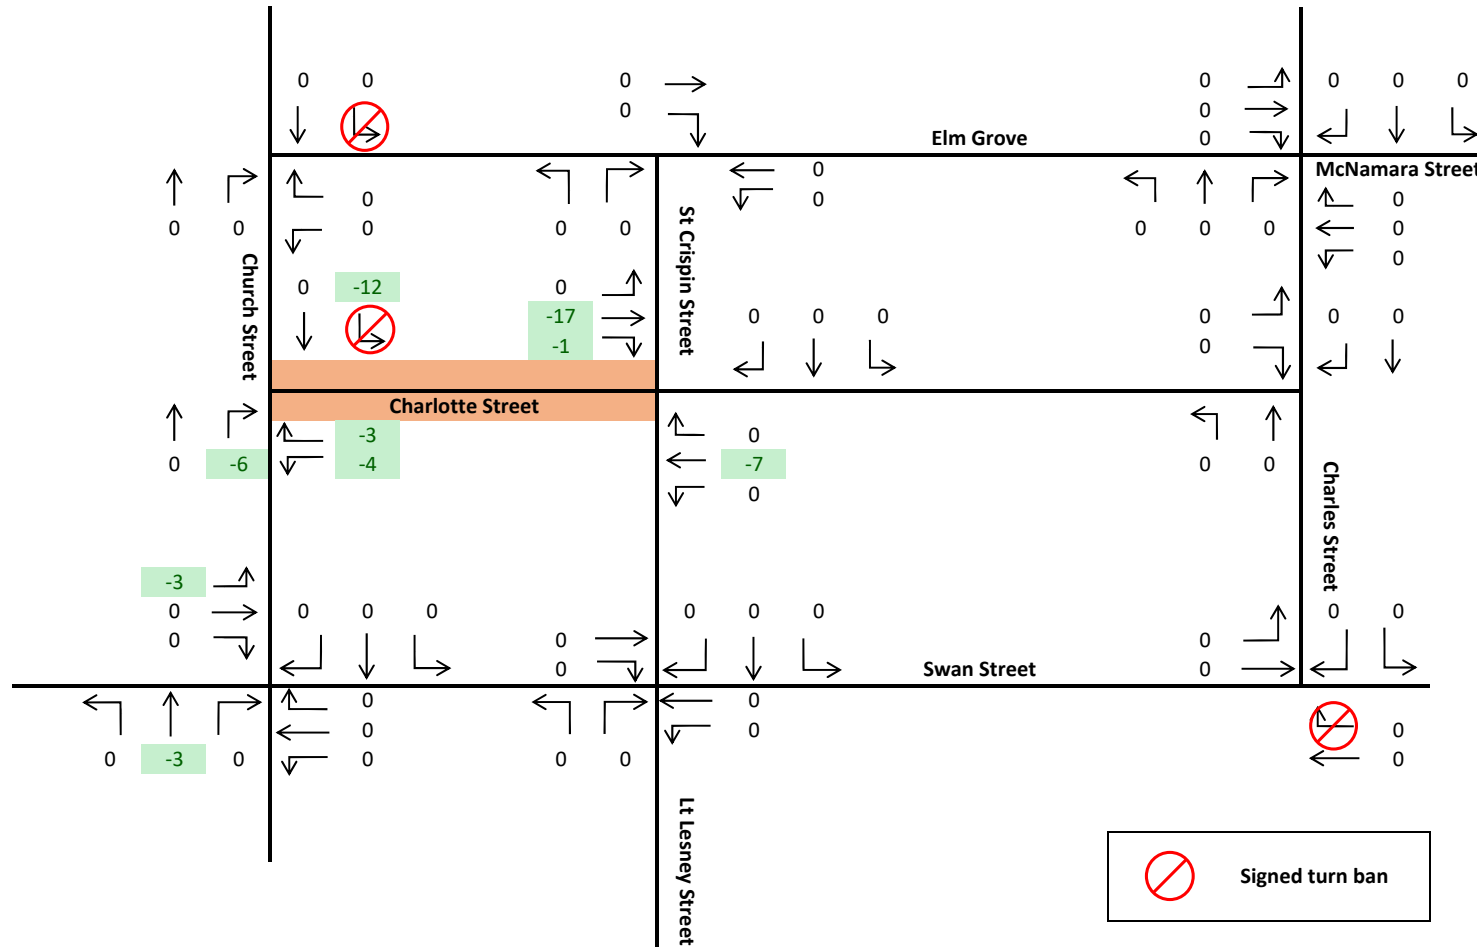 0 0 0 0 0 0 0
0 0
Elm Grove 0
0 McNamara Street
0 0
0 0 0
0 0 0 0 0 0 0 0 0
0
St Crispin Street
Church Street
0 -12 0
-17 0 0 0 0 0 0
-1 0
Charlotte Street
-3 0
0 -6 -4 -7 0 0
0
Charles Street
-3
0 0 0 0 0 0 0 0 0 0
0 0 0
Swan Street 0
0 0
0 0 0
0 -3 0 0 0 0 0
Lt Lesney Street
Signed turn ban